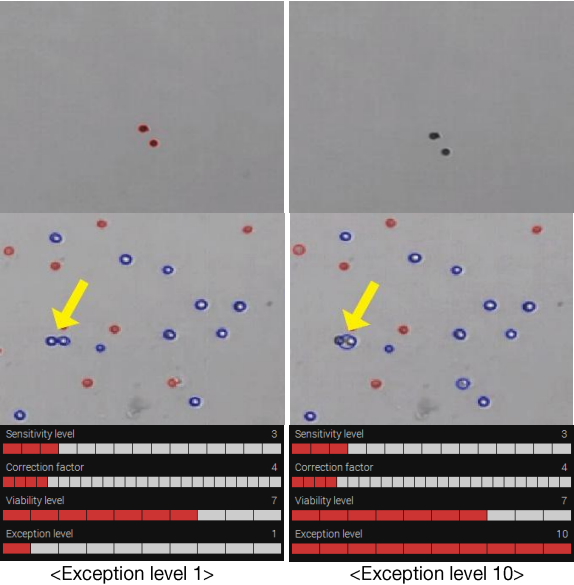 Sensitivity level 3
Correction factor 4
Viability level 7
Exception level 1
<Exception level 1>
Sensitivity level 3
Correction factor 4
Viability level 7
Exception level 10
<Exception level 10>